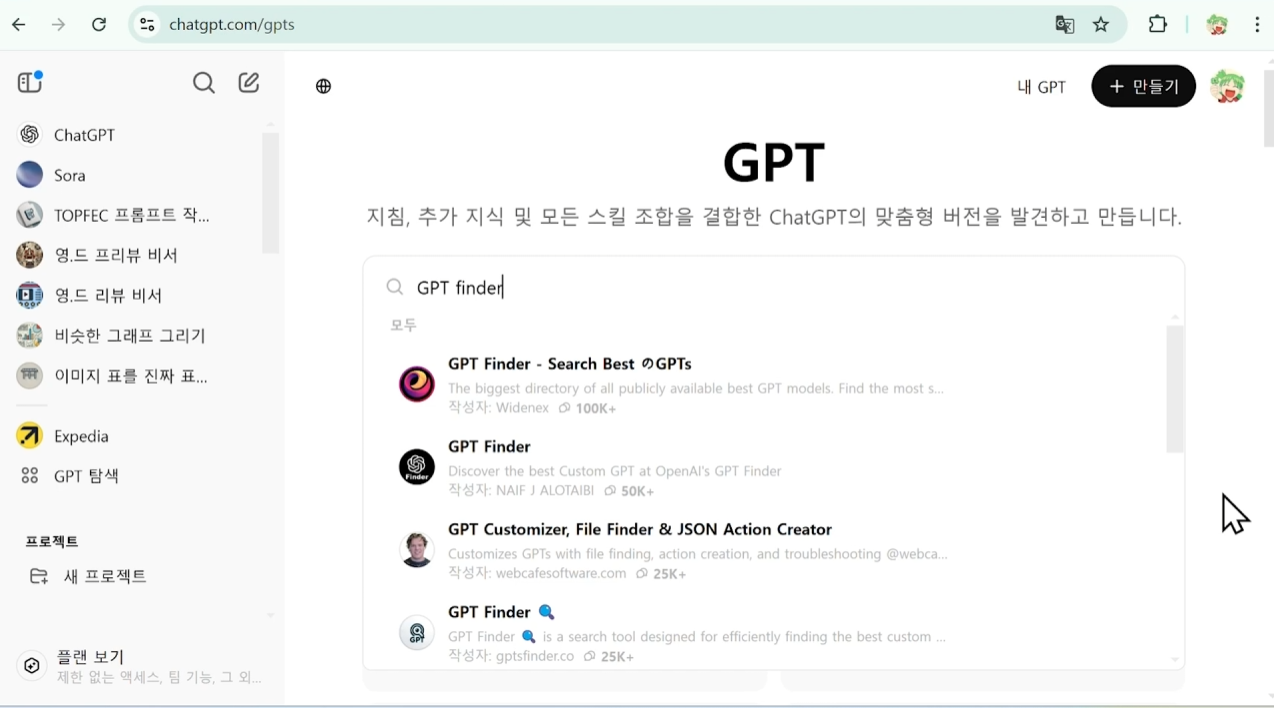 chatgpt.com/gpts
ChatGPT
Sora
TOPFEC 프롬프트 작...
영.드 프리뷰 비서
영.드 리뷰 비서
비슷한 그래프 그리기
이미지 표를 진짜 표...
Expedia
GPT 탐색
프로젝트
새 프로젝트
플랜 보기
제한 없는 액세스, 팀 기능, 그 외...
내 GPT
+ 만들기
GPT
지침, 추가 지식 및 모든 스킬 조합을 결합한 ChatGPT의 맞춤형 버전을 발견하고 만듭니다.
GPT finder
모두
GPT Finder - Search Best のGPTs
The biggest directory of all publicly available best GPT models. Find the most s...
작성자: Widenex 100K+
Finder
GPT Finder
Discover the best Custom GPT at OpenAI's GPT Finder
작성자: NAIF J ALOTAIBI 50K+
GPT Customizer, File Finder & JSON Action Creator
Customizes GPTs with file finding, action creation, and troubleshooting @webca...
작성자: webcafesoftware.com 25K+
GPT
GPT Finder 🔍
GPT Finder 🔍 is a search tool designed for efficiently finding the best custom ...
작성자: gptsfinder.co 25K+